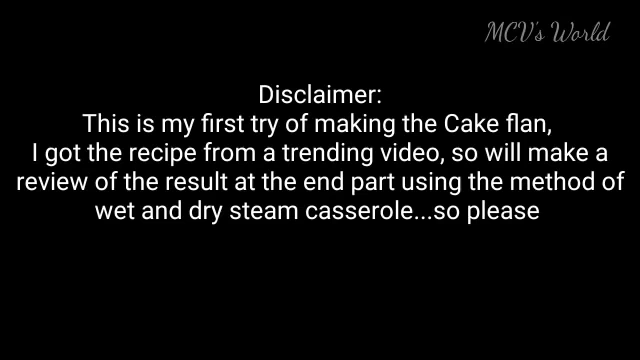 MCV's World
Disclaimer:
This is my first try of making the Cake flan,
I got the recipe from a trending video, so will make a
review of the result at the end part using the method of
wet and dry steam casserole...so please